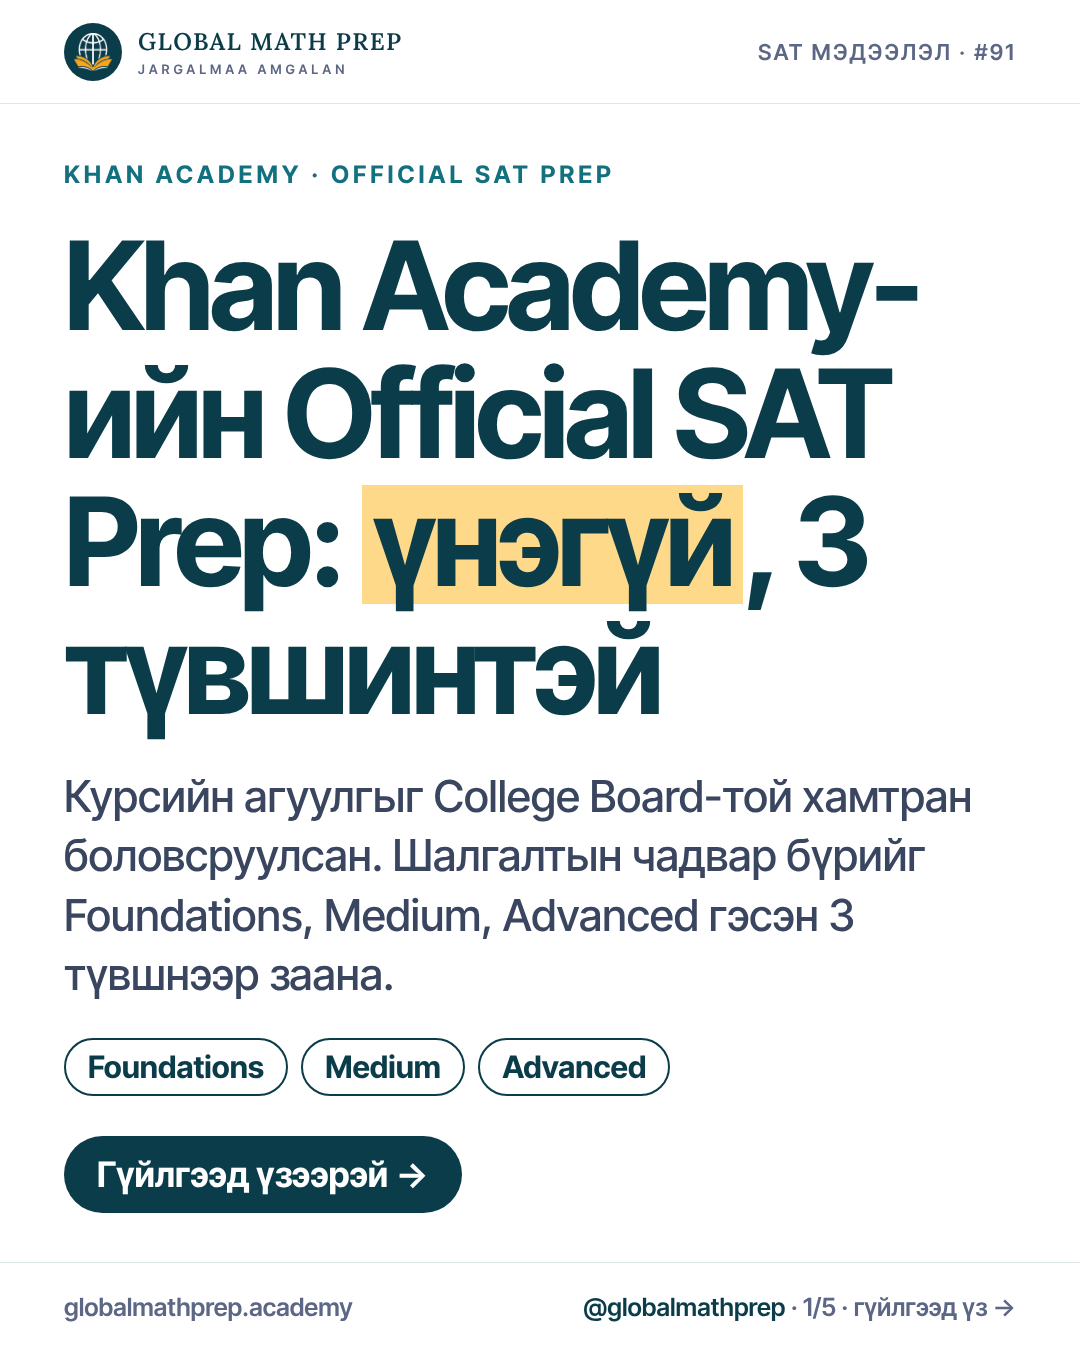 GLOBAL MATH PREP
JARGALMAA AMGALAN
SAT МЭДЭЭЛЭЛ · #91
KHAN ACADEMY · OFFICIAL SAT PREP
Khan Academy-
ийн Official SAT
Prep: үнэгүй, 3
түвшинтэй
Курсийн агуулгыг College Board-той хамтран
боловсруулсан. Шалгалтын чадвар бүрийг
Foundations, Medium, Advanced гэсэн 3
түвшнээр заана.
Foundations Medium Advanced
Гүйлгээд үзээрэй →
globalmathprep.academy
@globalmathprep · 1/5 · гүйлгээд үз →